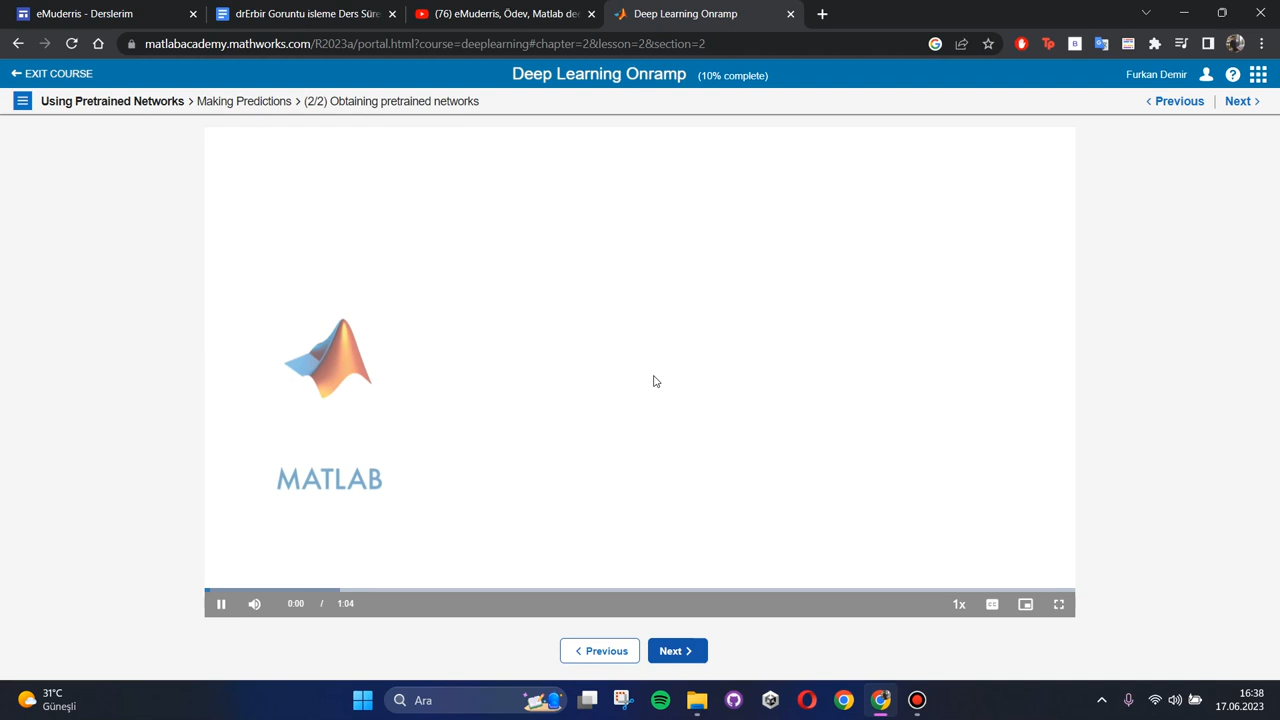 eMuderris - Derslerim
drErbir Goruntu isleme Ders Süre
(76) eMuderris, Ödev, Matlab de
Deep Learning Onramp
matlabacademy.mathworks.com/R2023a/portal.html?course=deeplearning#chapter=2&lesson=2&section=2
EXIT COURSE
Deep Learning Onramp (10% complete)
Furkan Demir
Using Pretrained Networks > Making Predictions > (2/2) Obtaining pretrained networks
Previous | Next
MATLAB
0:00 / 1:04
1x
CC
Previous
Next
31°C
Güneşli
Ara
16:38
17.06.2023